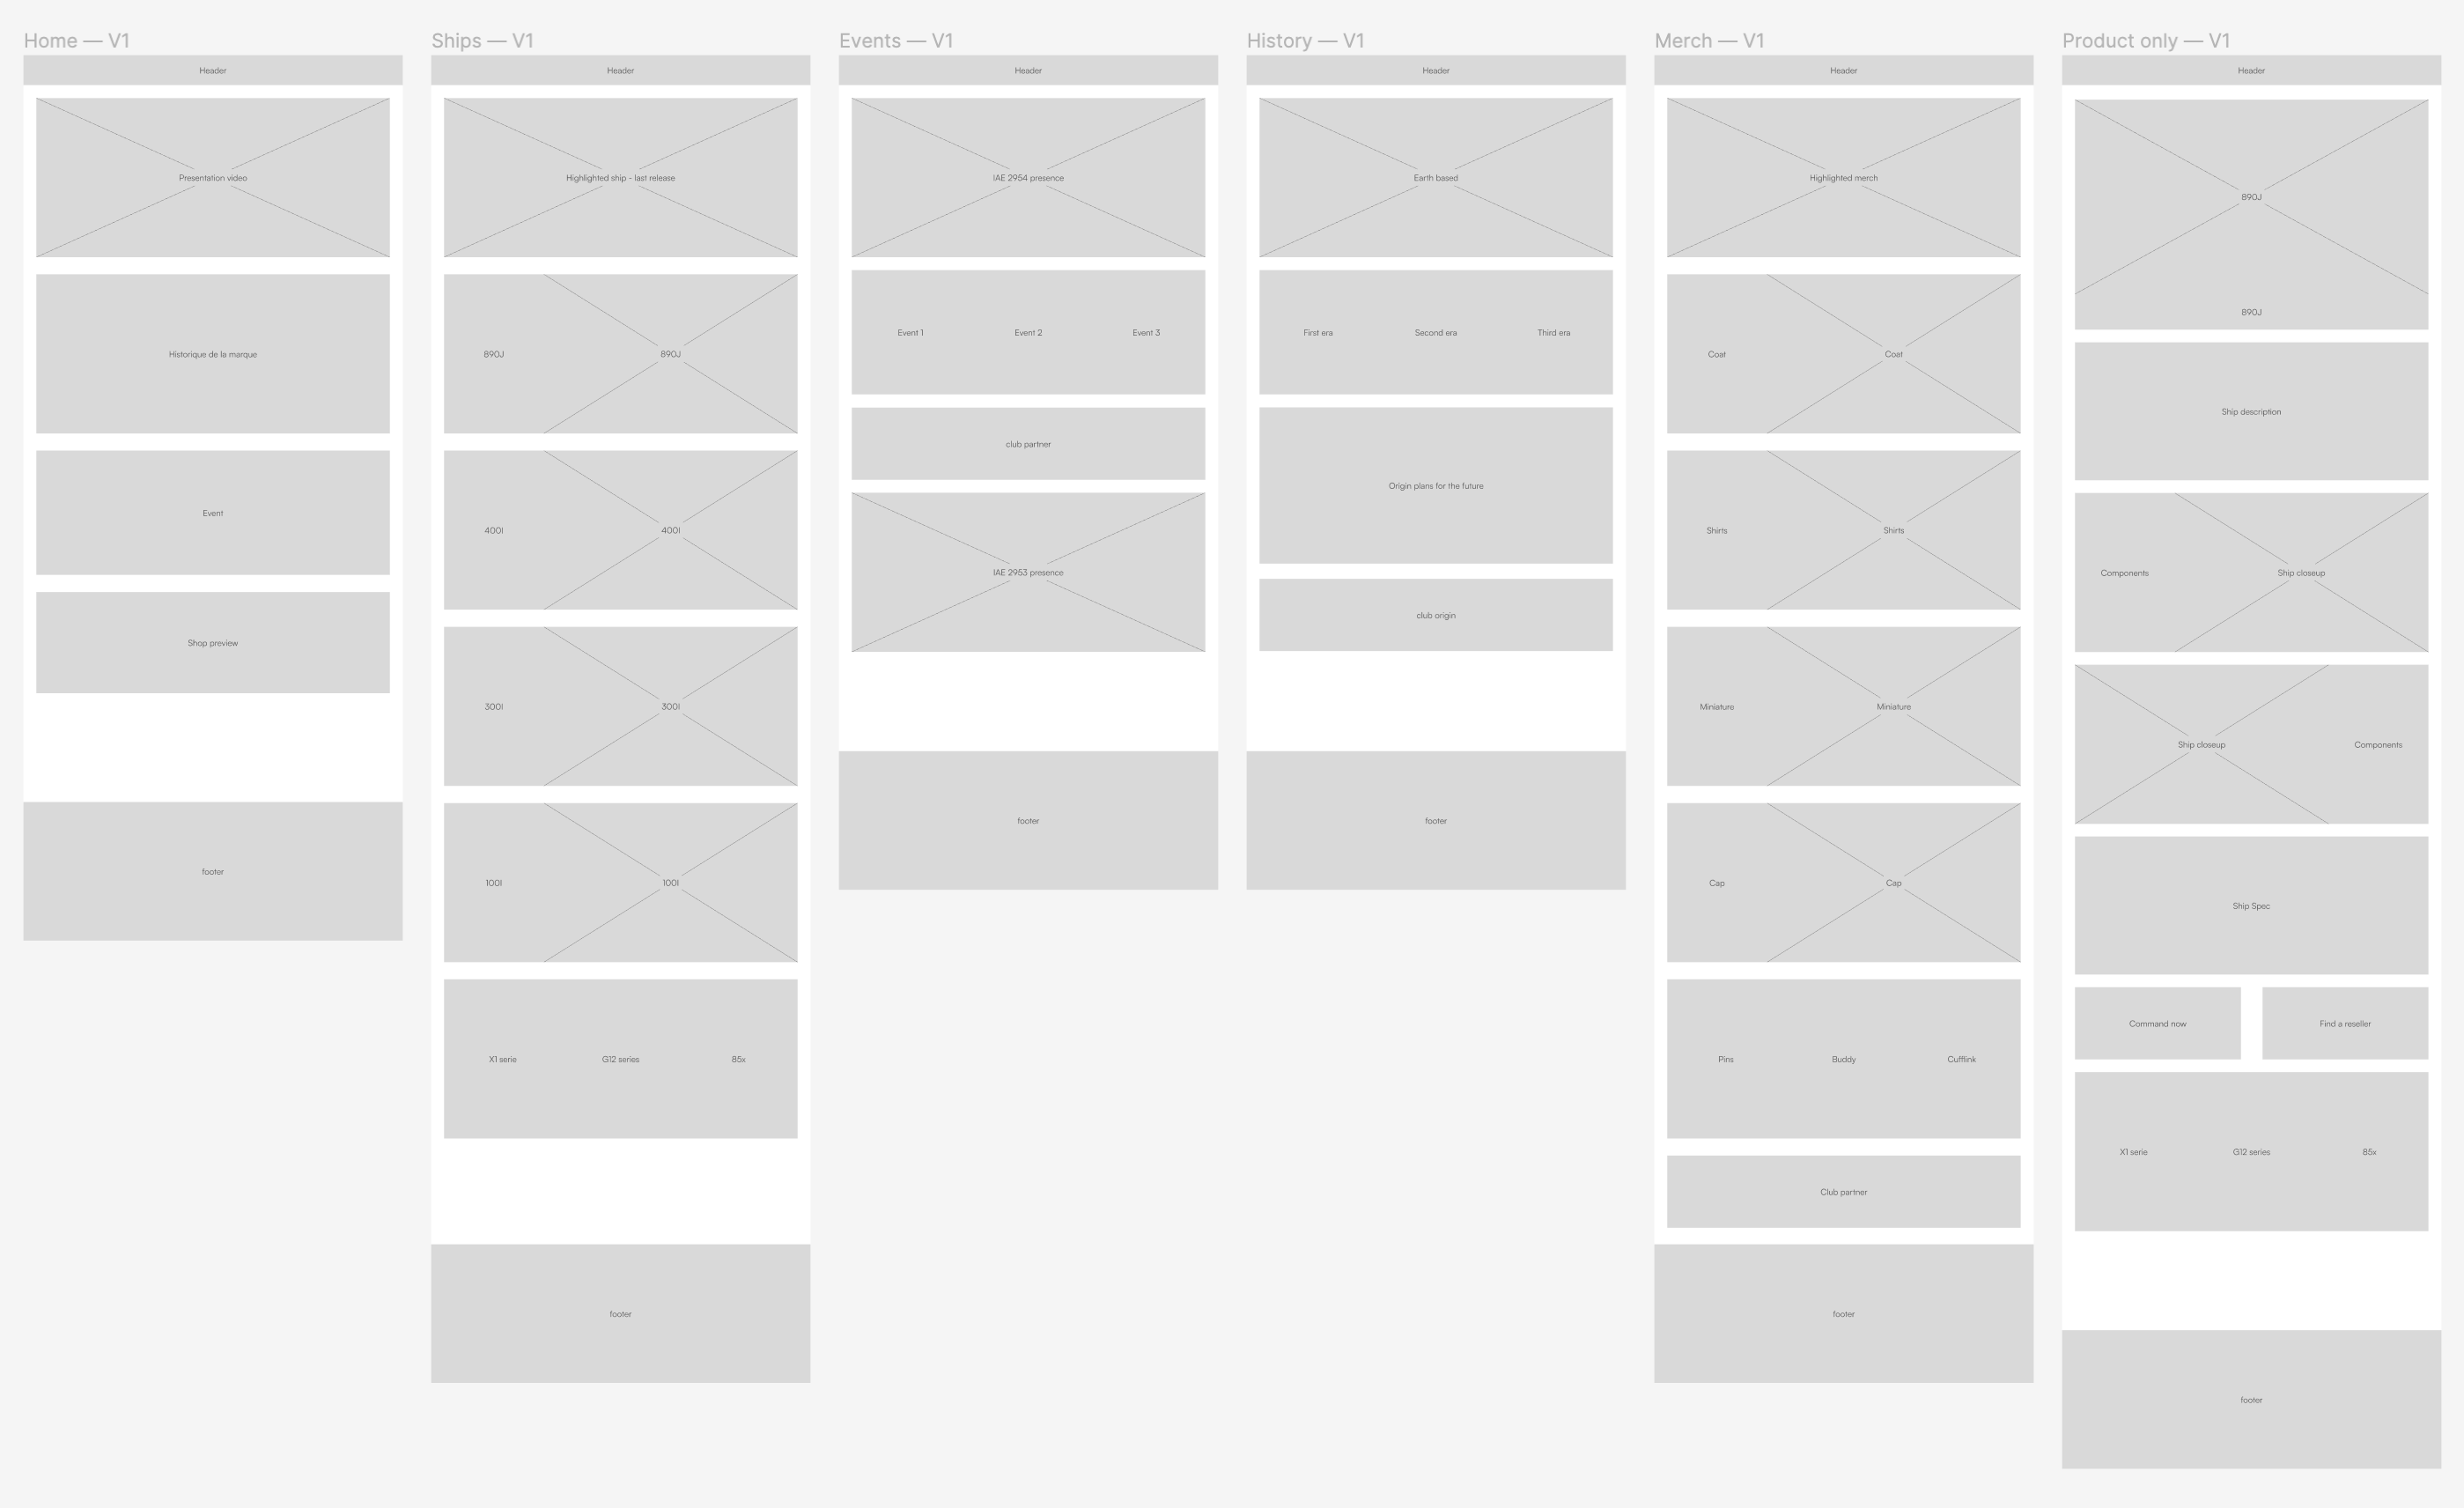 Home — V1
Header
Presentation video
Historique de la marque
Event
Shop preview
footer
Ships — V1
Header
Highlighted ship - last release
890J
890J
400I
400I
300I
300I
100I
100I
X1 serie
G12 series
85x
footer
Events — V1
Header
IAE 2954 presence
Event 1
Event 2
Event 3
club partner
IAE 2953 presence
footer
History — V1
Header
Earth based
First era
Second era
Third era
Origin plans for the future
club origin
footer
Merch — V1
Header
Highlighted merch
Coat
Coat
Shirts
Shirts
Miniature
Miniature
Cap
Cap
Pins
Buddy
Cufflink
Club partner
footer
Product only — V1
Header
890J
890J
Ship description
Components
Ship closeup
Ship closeup
Components
Ship Spec
Command now
Find a reseller
X1 serie
G12 series
85x
footer